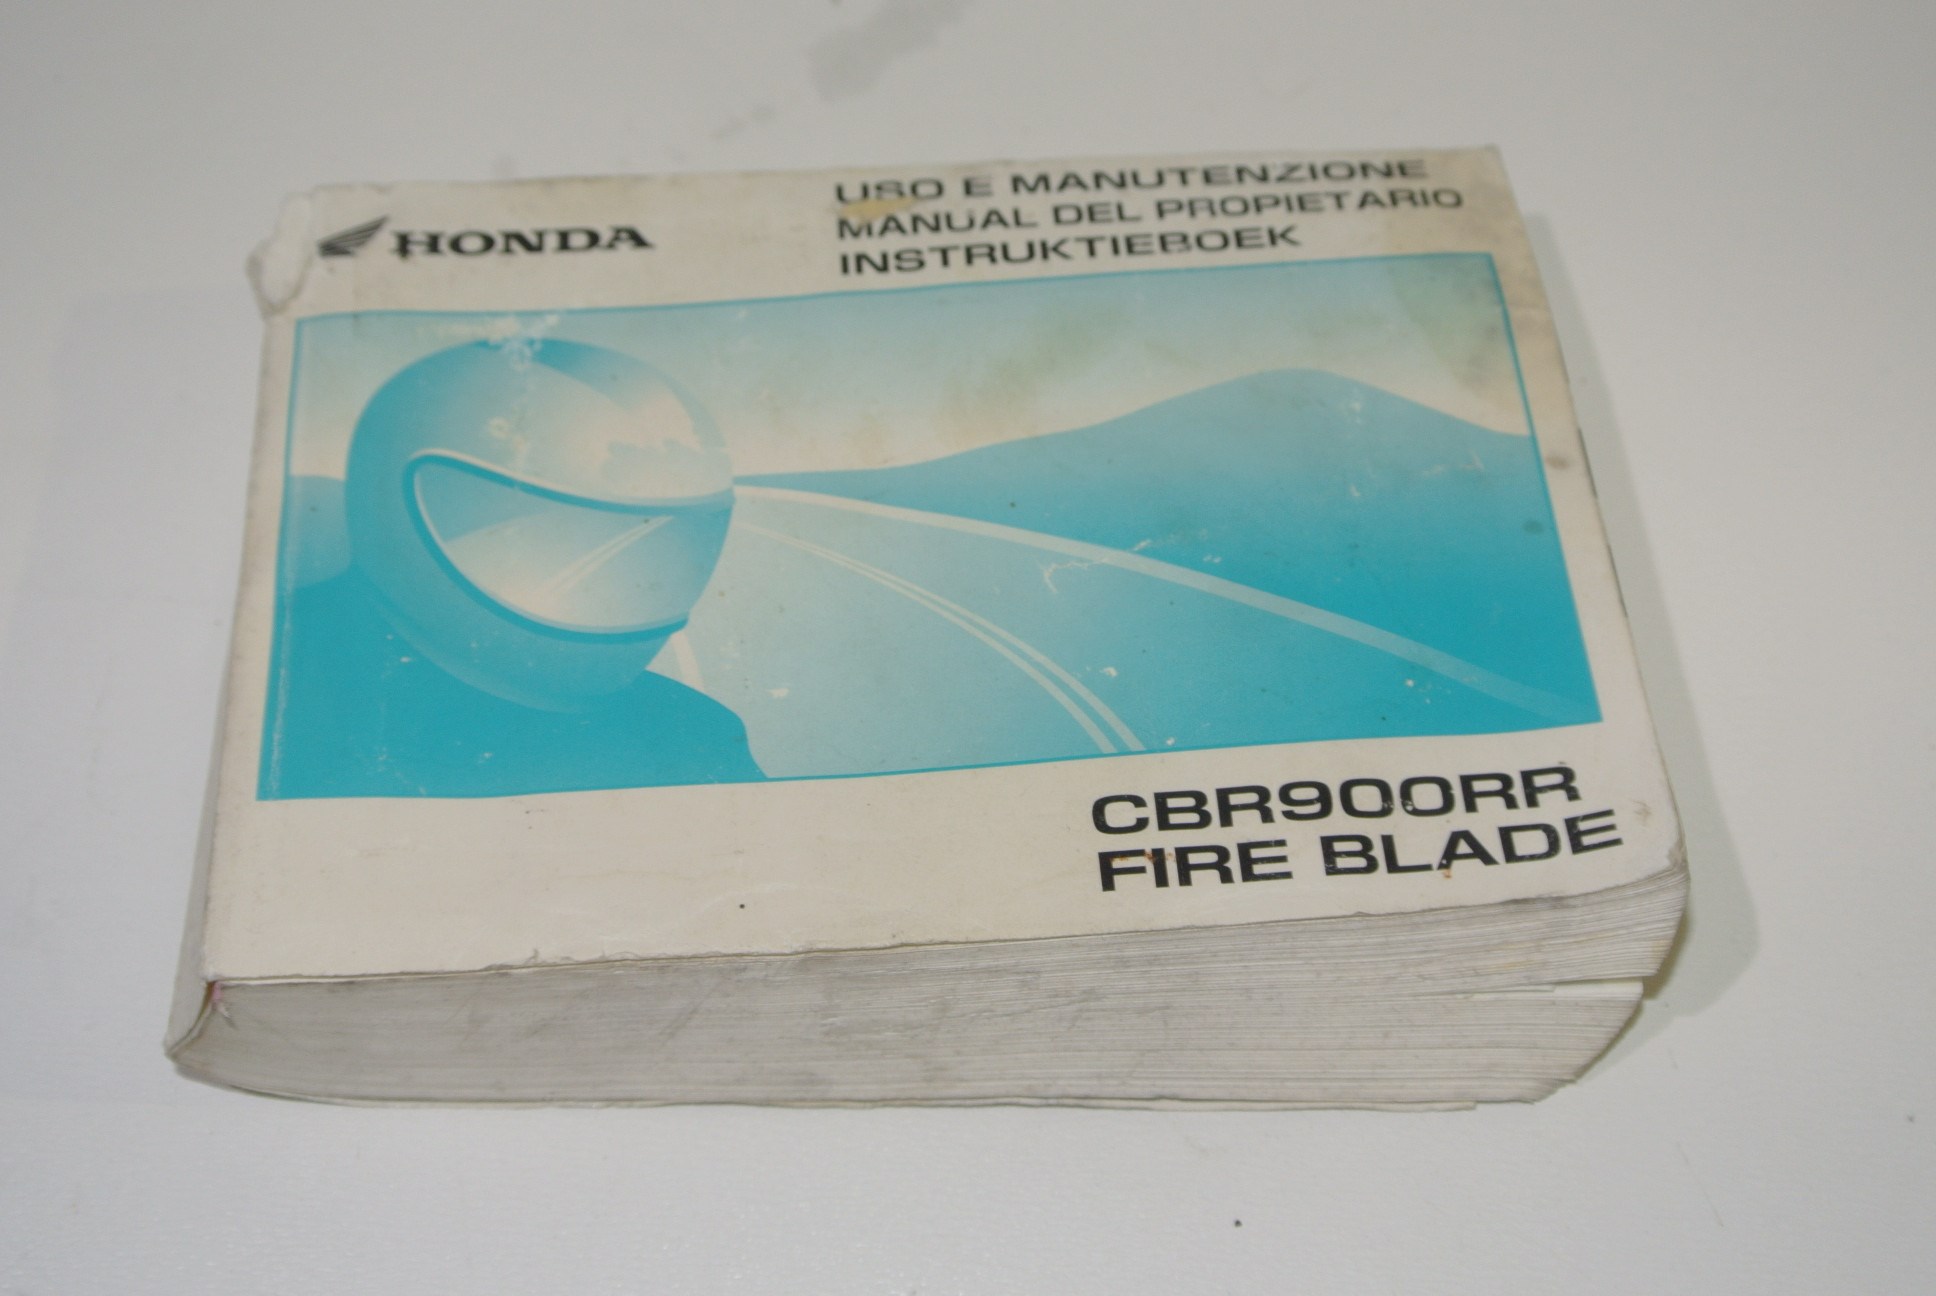 HONDA
USO E MANUTENZIONE
MANUAL DEL PROPIETARIO
INSTRUKTIEBOEK
CBR900RR
FIRE BLADE